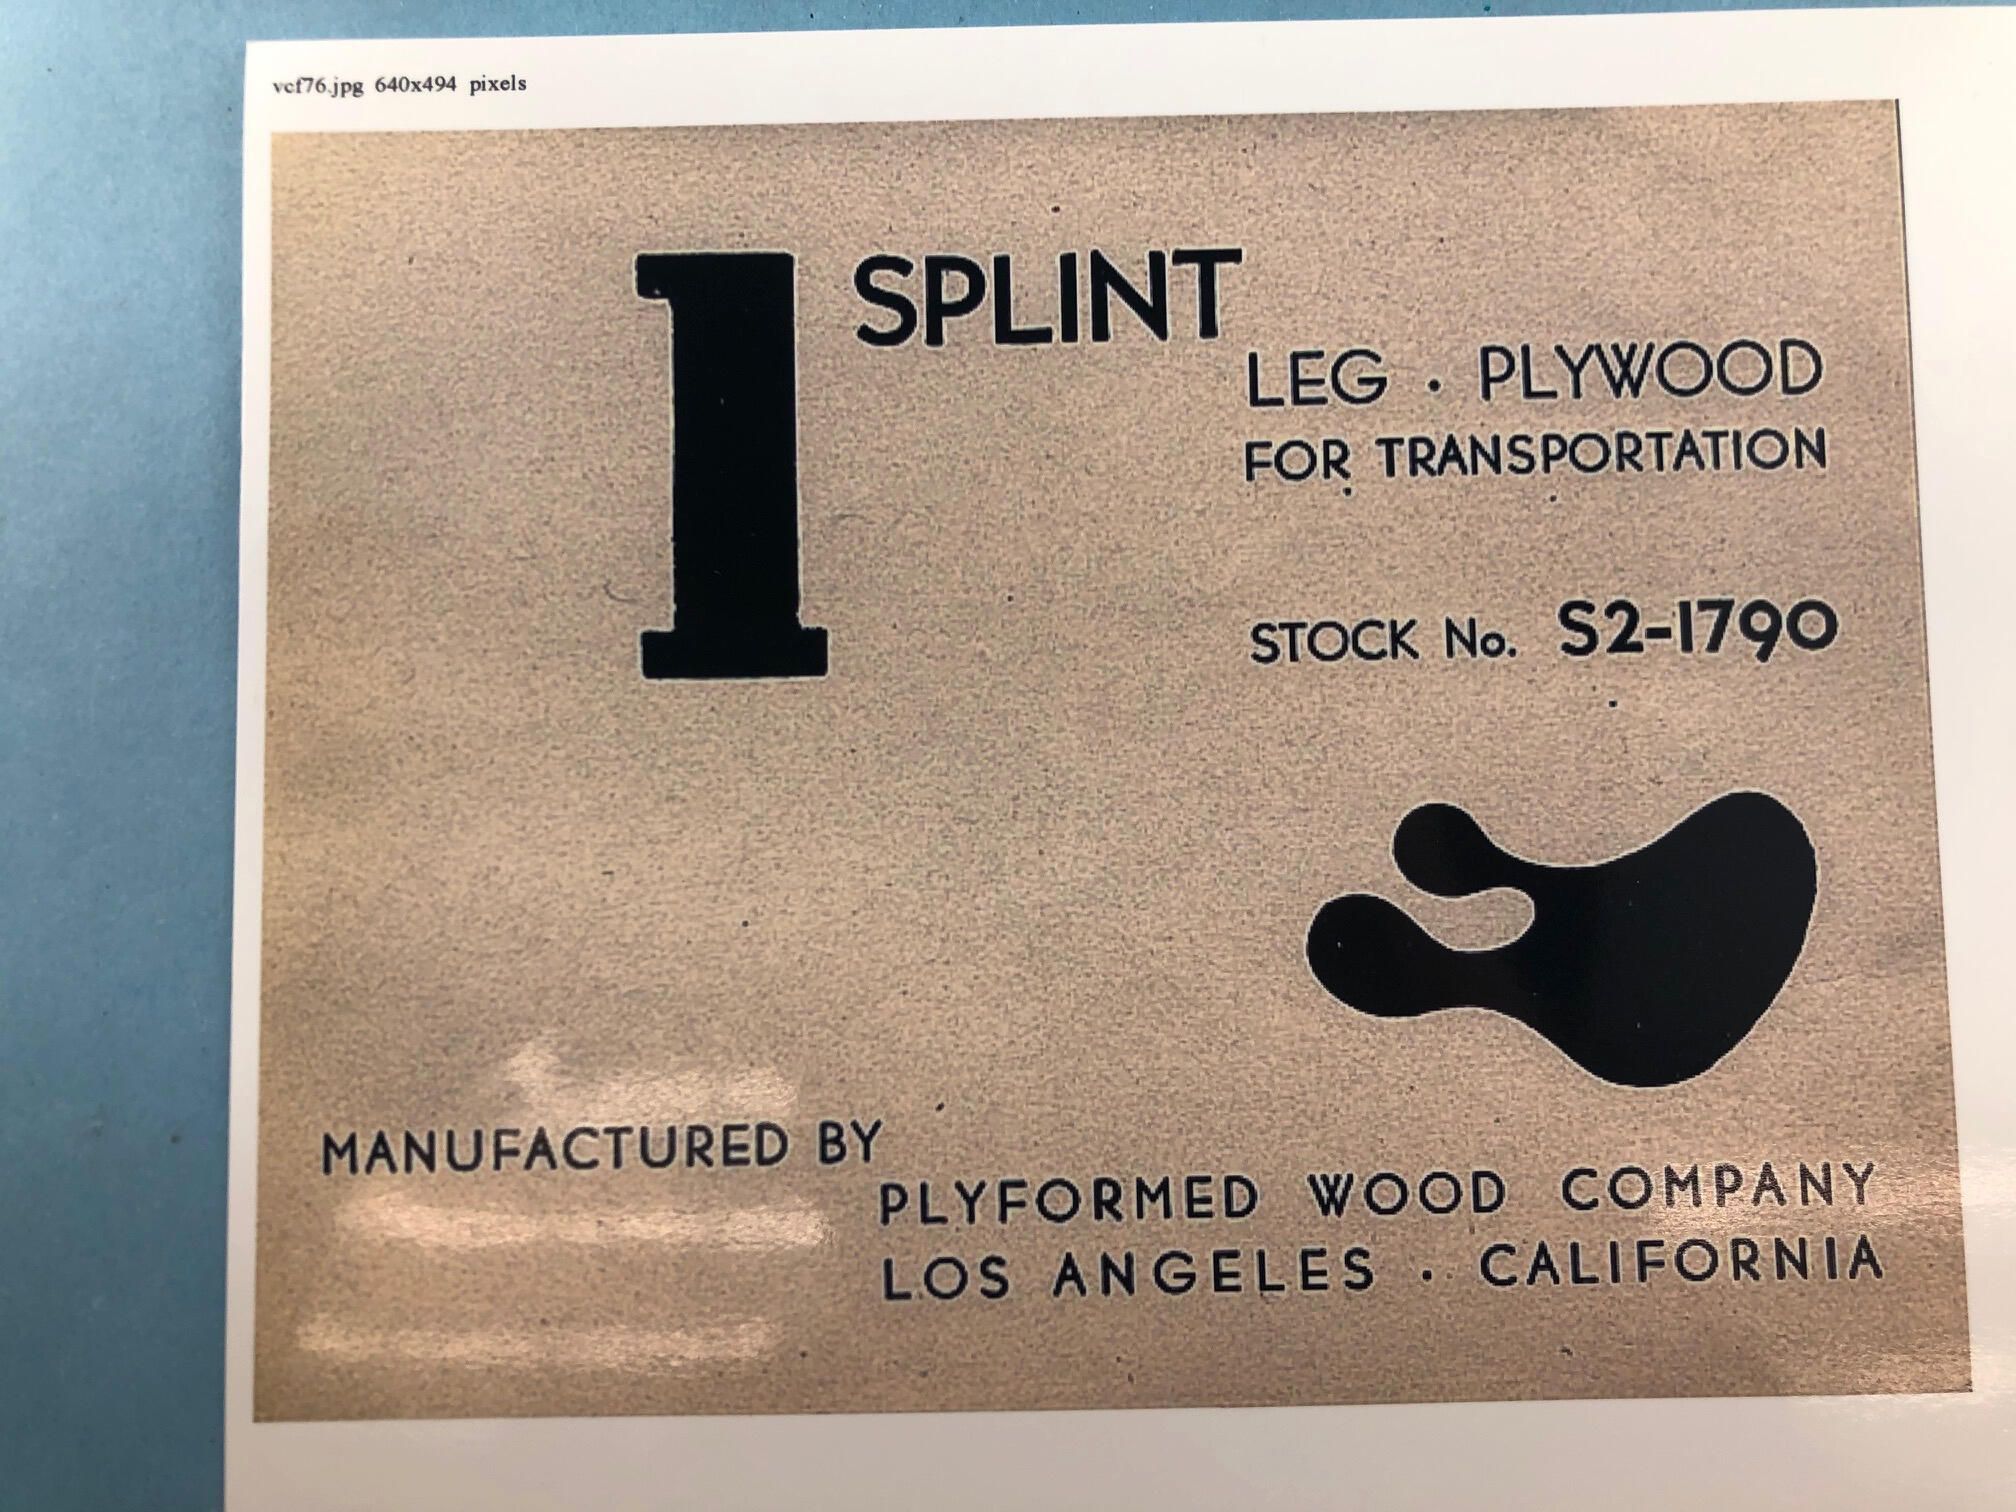 vcf76.jpg 640x494 pixels
1 SPLINT
LEG . PLYWOOD
FOR TRANSPORTATION
STOCK No. S2-1790
MANUFACTURED BY
PLYFORMED WOOD COMPANY
LOS ANGELES . CALIFORNIA